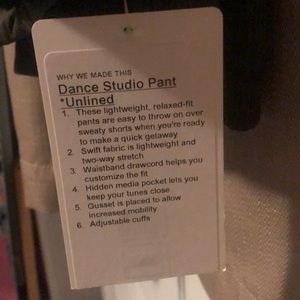 WHY WE MADE THIS
Dance Studio Pant
*Unlined
1. These lightweight, relaxed-fit
pants are easy to throw on over
sweaty shorts when you're ready
to make a quick getaway
2. Swift fabric is lightweight and
two-way stretch
3. Waistband drawcord helps you
customize the fit
4. Hidden media pocket lets you
keep your tunes close
5. Gusset is placed to allow
increased mobility
6. Adjustable cuffs